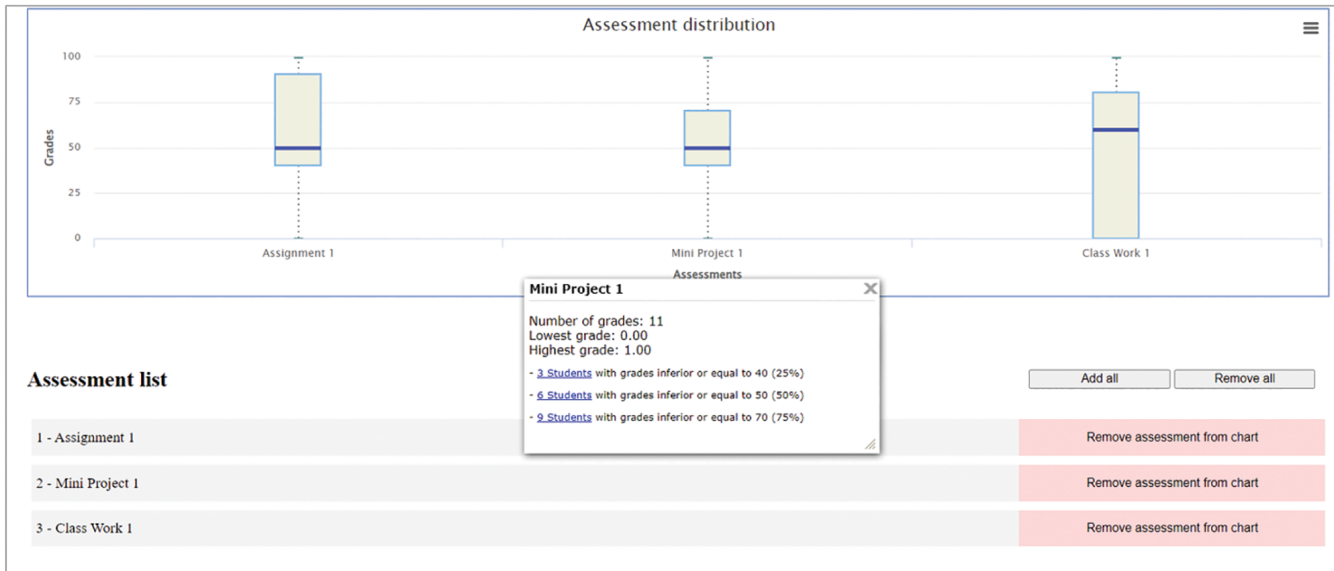 Assessment distribution
100
75
50
25
0
Grades
Assignment 1
Mini Project 1
Class Work 1
Assessments
Mini Project 1
Number of grades: 11
Lowest grade: 0.00
Highest grade: 1.00
- 3 Students with grades inferior or equal to 40 (25%)
- 6 Students with grades inferior or equal to 50 (50%)
- 9 Students with grades inferior or equal to 70 (75%)
Assessment list
Add all
Remove all
1 - Assignment 1
Remove assessment from chart
2 - Mini Project 1
Remove assessment from chart
3 - Class Work 1
Remove assessment from chart